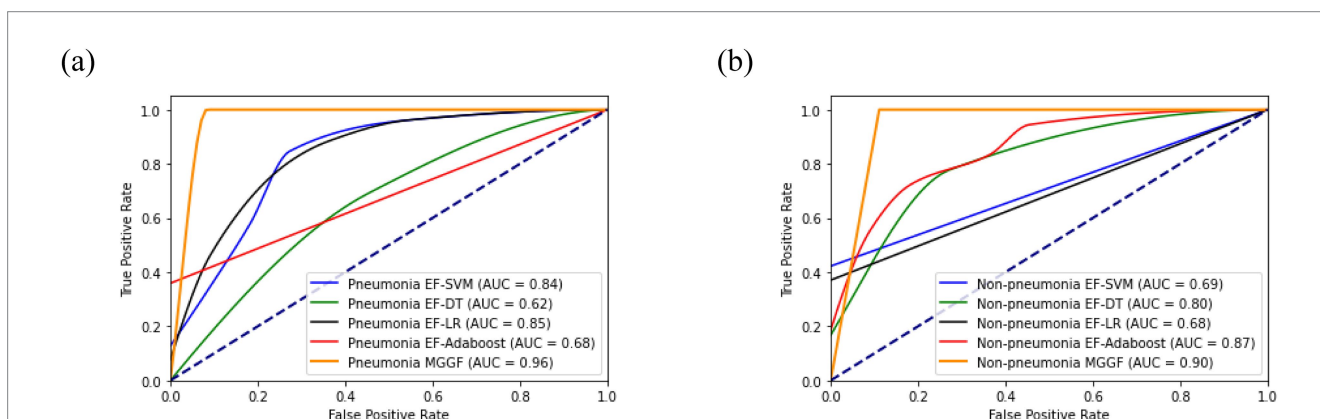 (a)
(b)
1.0
0.8
0.6
0.4
0.2
0.0
True Positive Rate
Pneumonia EF-SVM (AUC = 0.84)
Pneumonia EF-DT (AUC = 0.62)
Pneumonia EF-LR (AUC = 0.85)
Pneumonia EF-Adaboost (AUC = 0.68)
Pneumonia MGGF (AUC = 0.96)
0.0 0.2 0.4 0.6 0.8 1.0
False Positive Rate
1.0
0.8
0.6
0.4
0.2
0.0
True Positive Rate
Non-pneumonia EF-SVM (AUC = 0.69)
Non-pneumonia EF-DT (AUC = 0.80)
Non-pneumonia EF-LR (AUC = 0.68)
Non-pneumonia EF-Adaboost (AUC = 0.87)
Non-pneumonia MGGF (AUC = 0.90)
0.0 0.2 0.4 0.6 0.8 1.0
False Positive Rate